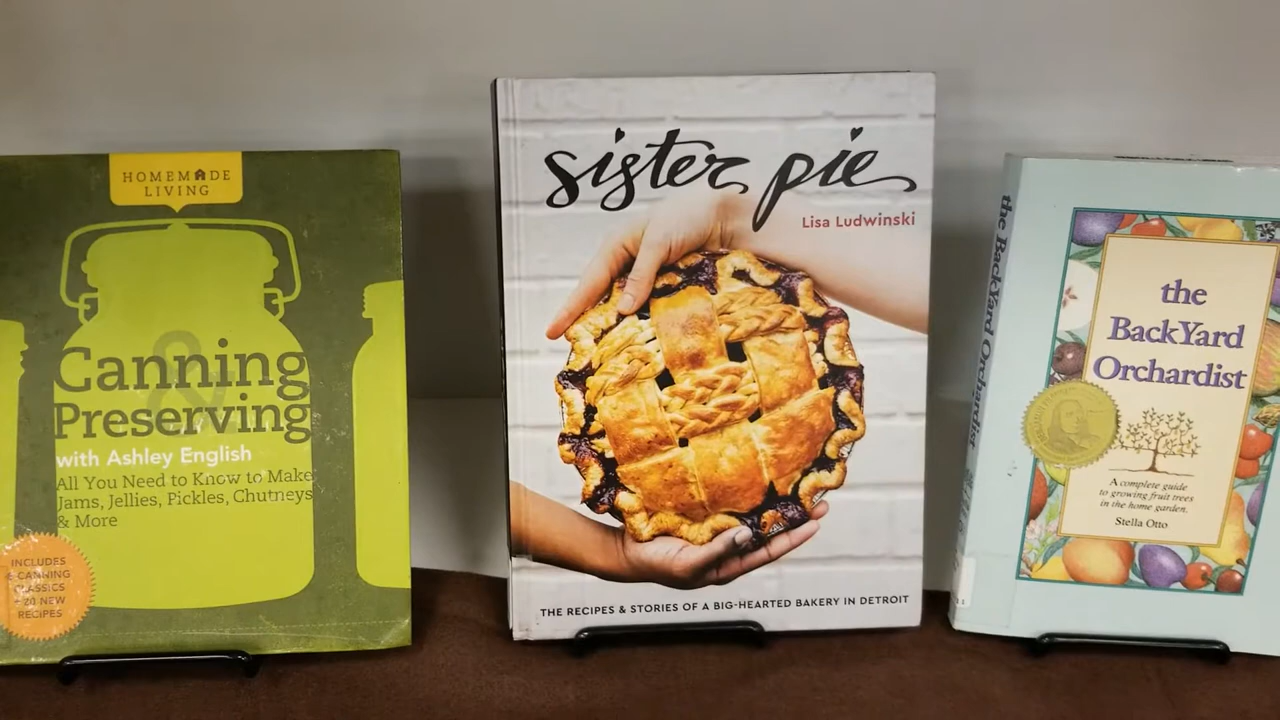 HOMEMADE
LIVING
Canning
&
Preserving
with Ashley English
All You Need to Know to Make
Jams, Jellies, Pickles, Chutneys
& More
INCLUDES
CANNING
CLASSICS
20 NEW
RECIPES
sister pie
Lisa Ludwinski
THE RECIPES & STORIES OF A BIG-HEARTED BAKERY IN DETROIT
the BackYard Orchardist
the
BackYard
Orchardist
A complete guide
to growing fruit trees
in the home garden.
Stella Otto